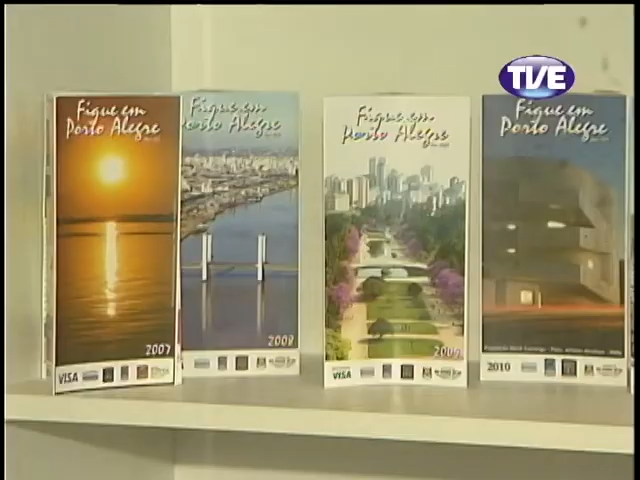 TVE
Fique em
Porto Alegre
2007
VISA
Fique em
Porto Alegre
2008
Fique em
Porto Alegre
2009
VISA
Fique em
Porto Alegre
2010